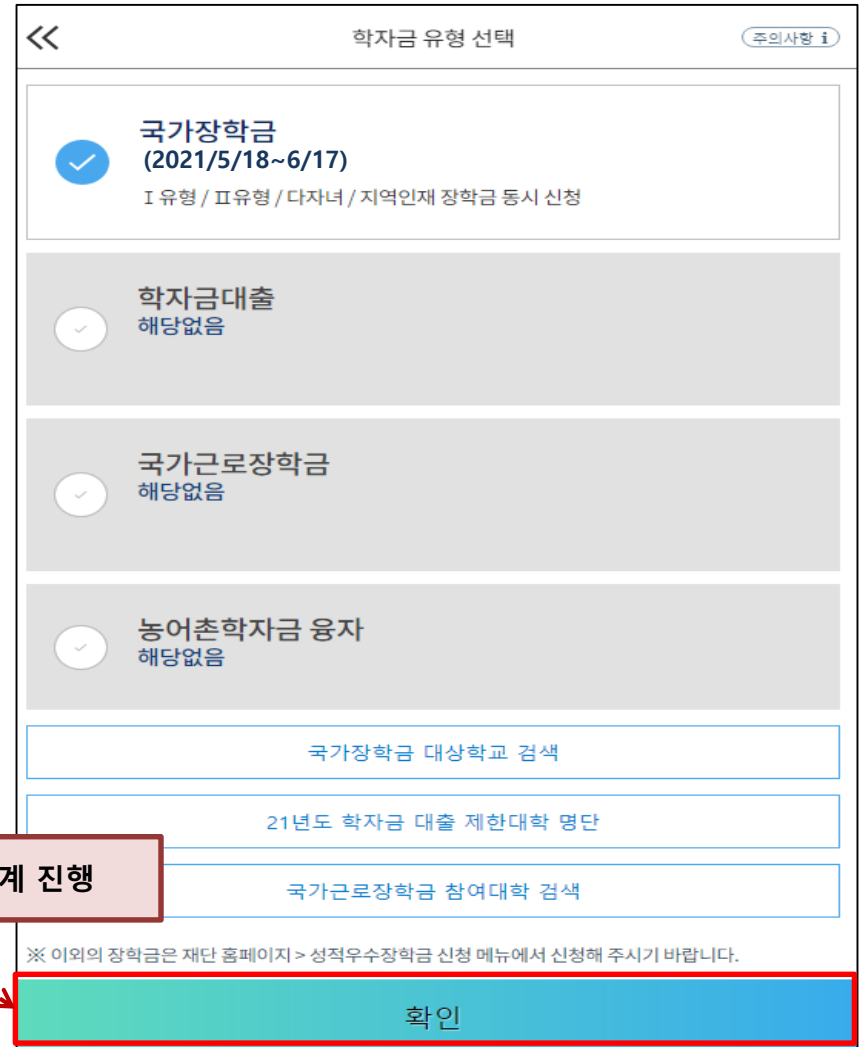 학자금 유형 선택
주의사항 i
국가장학금
(2021/5/18~6/17)
I 유형 / II유형 / 다자녀 / 지역인재 장학금 동시 신청
학자금대출
해당없음
국가근로장학금
해당없음
농어촌학자금 융자
해당없음
국가장학금 대상학교 검색
21년도 학자금 대출 제한대학 명단
계 진행
국가근로장학금 참여대학 검색
※ 이외의 장학금은 재단 홈페이지 > 성적우수장학금 신청 메뉴에서 신청해 주시기 바랍니다.
확인